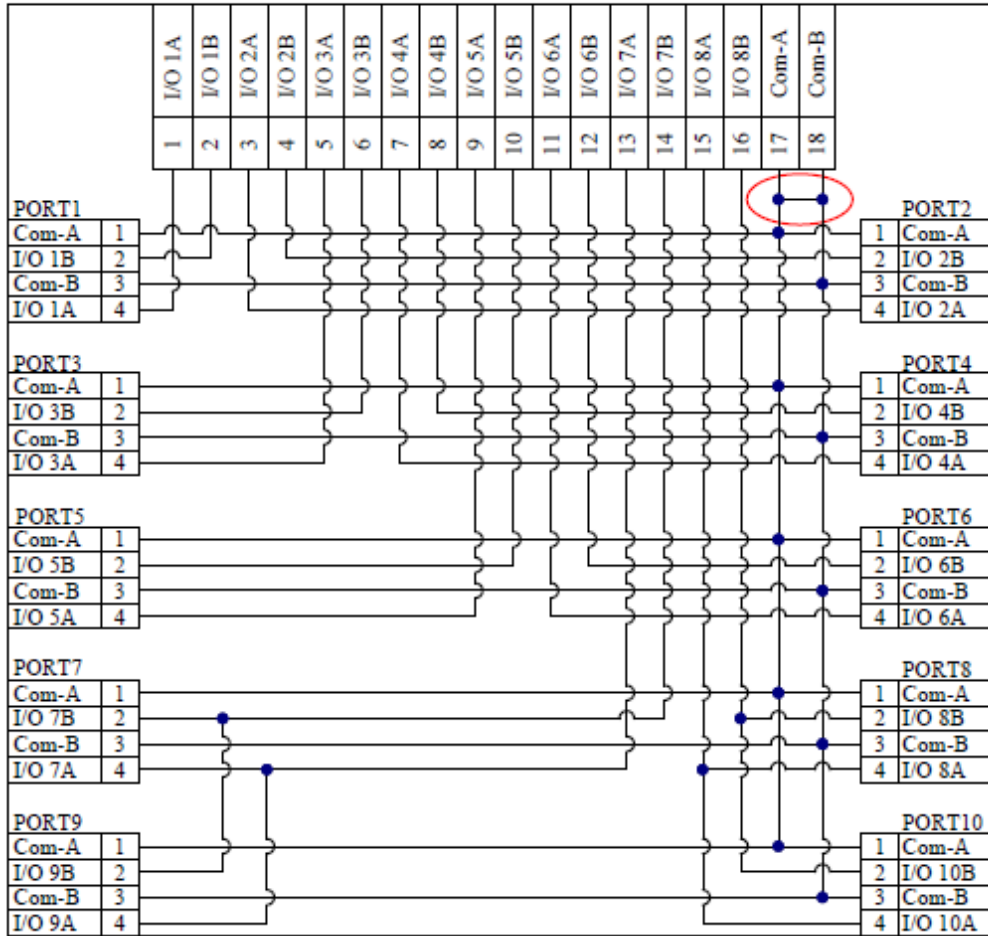 I/O 1A I/O 1B I/O 2A I/O 2B I/O 3A I/O 3B I/O 4A I/O 4B I/O 5A I/O 5B I/O 6A I/O 6B I/O 7A I/O 7B I/O 8A I/O 8B Com-A Com-B
1 2 3 4 5 6 7 8 9 10 11 12 13 14 15 16 17 18
PORT1
Com-A 1
I/O 1B 2
Com-B 3
I/O 1A 4
PORT2
1 Com-A
2 I/O 2B
3 Com-B
4 I/O 2A
PORT3
Com-A 1
I/O 3B 2
Com-B 3
I/O 3A 4
PORT4
1 Com-A
2 I/O 4B
3 Com-B
4 I/O 4A
PORT5
Com-A 1
I/O 5B 2
Com-B 3
I/O 5A 4
PORT6
1 Com-A
2 I/O 6B
3 Com-B
4 I/O 6A
PORT7
Com-A 1
I/O 7B 2
Com-B 3
I/O 7A 4
PORT8
1 Com-A
2 I/O 8B
3 Com-B
4 I/O 8A
PORT9
Com-A 1
I/O 9B 2
Com-B 3
I/O 9A 4
PORT10
1 Com-A
2 I/O 10B
3 Com-B
4 I/O 10A